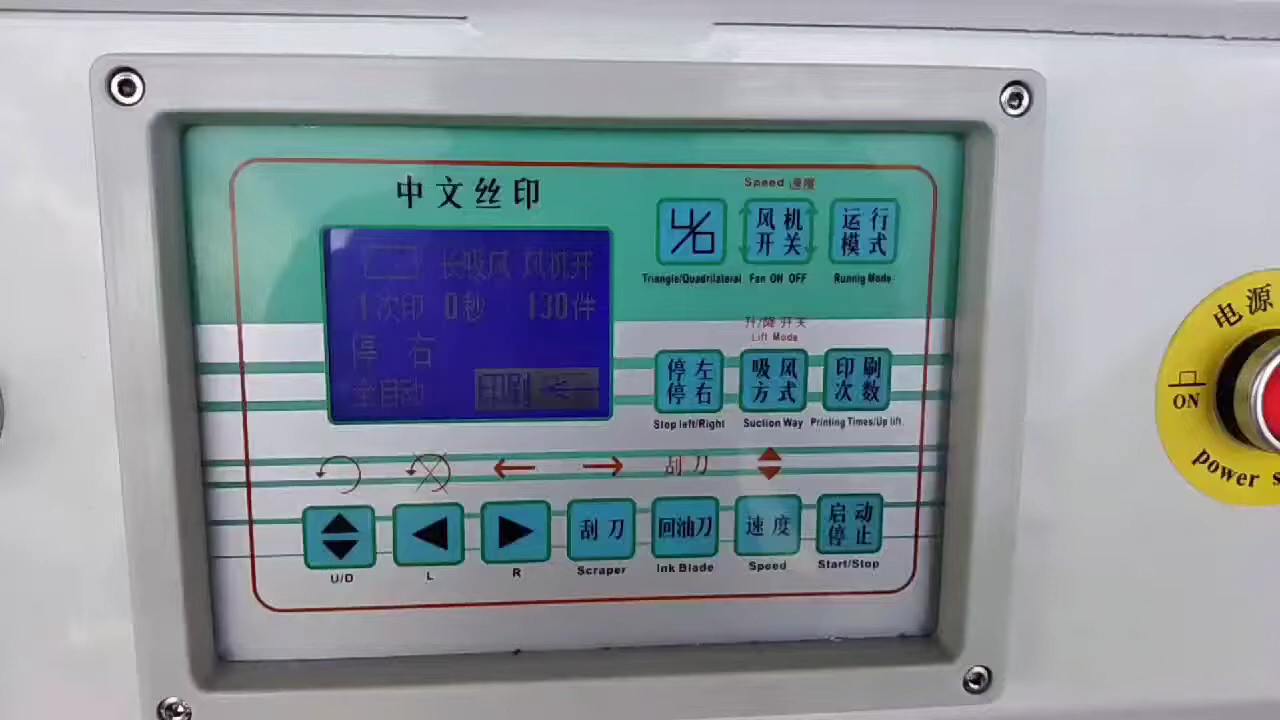 中文丝印
Speed 速度
风机
开关
运行
模式
Triangle/Quadrilateral Fan ON OFF Runnig Mode
长吸风 风机开
1次印 0秒 130件
停 右
全自动 印刷
升/降开关
Lift Mode
停左
停右
吸风
方式
印刷
次数
Stop left/Right Suction Way Printing Times/Up lift
刮刀
刮刀
回油刀
速度
启动
停止
U/D L R Scraper Ink Blade Speed Start/Stop
电源
ON
power s